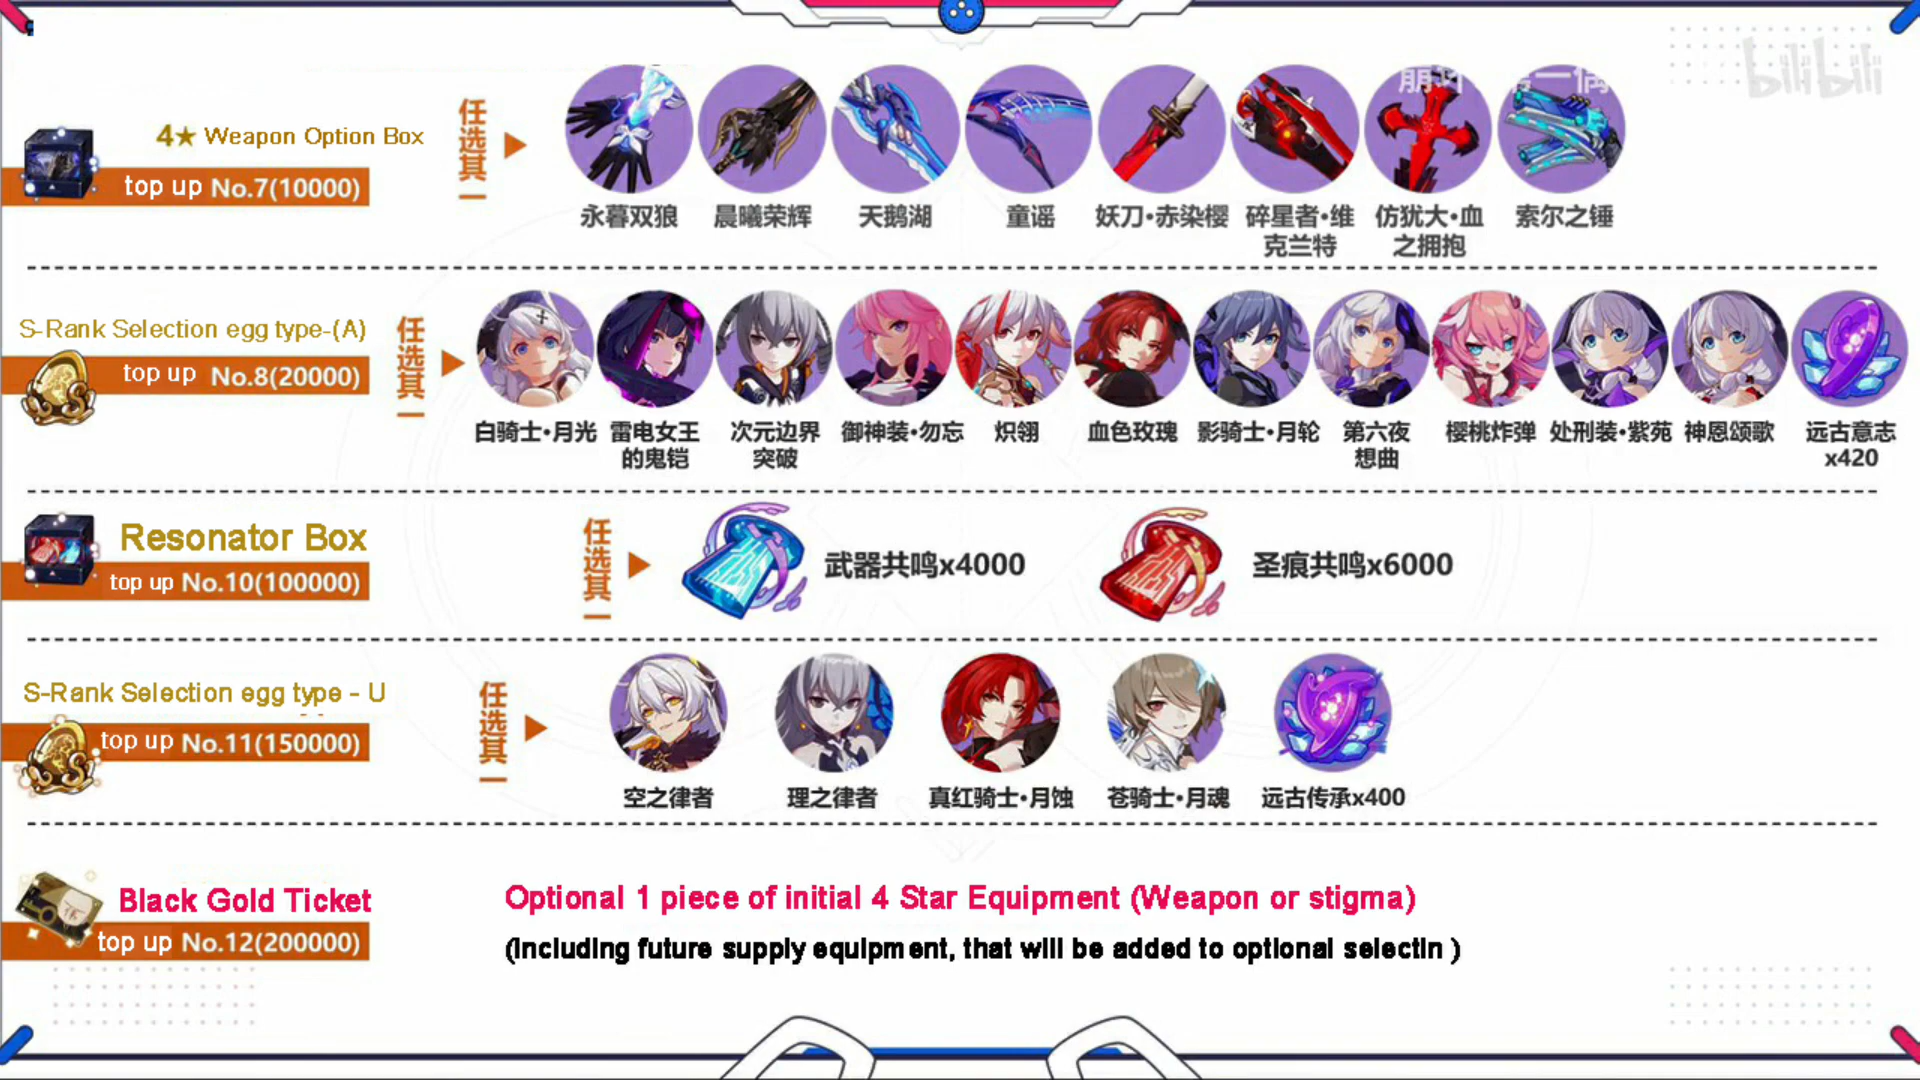 bilibili
4★ Weapon Option Box
top up No.7(10000)
任选其一
永暮双狼
晨曦荣辉
天鹅湖
童谣
妖刀•赤染樱
碎星者•维
克兰特
仿犹大•血
之拥抱
索尔之锤
S-Rank Selection egg type-(A)
top up No.8(20000)
任选其一
白骑士•月光
雷电女王
的鬼铠
次元边界
突破
御神装•勿忘
炽翎
血色玫瑰
影骑士•月轮
第六夜
想曲
樱桃炸弹
处刑装•紫苑
神恩颂歌
远古意志
x420
Resonator Box
top up No.10(100000)
任选其一
武器共鸣x4000
圣痕共鸣x6000
S-Rank Selection egg type - U
top up No.11(150000)
任选其一
空之律者
理之律者
真红骑士•月蚀
苍骑士•月魂
远古传承x400
Black Gold Ticket
top up No.12(200000)
Optional 1 piece of initial 4 Star Equipment (Weapon or stigma)
(Including future supply equipment, that will be added to optional selectin )